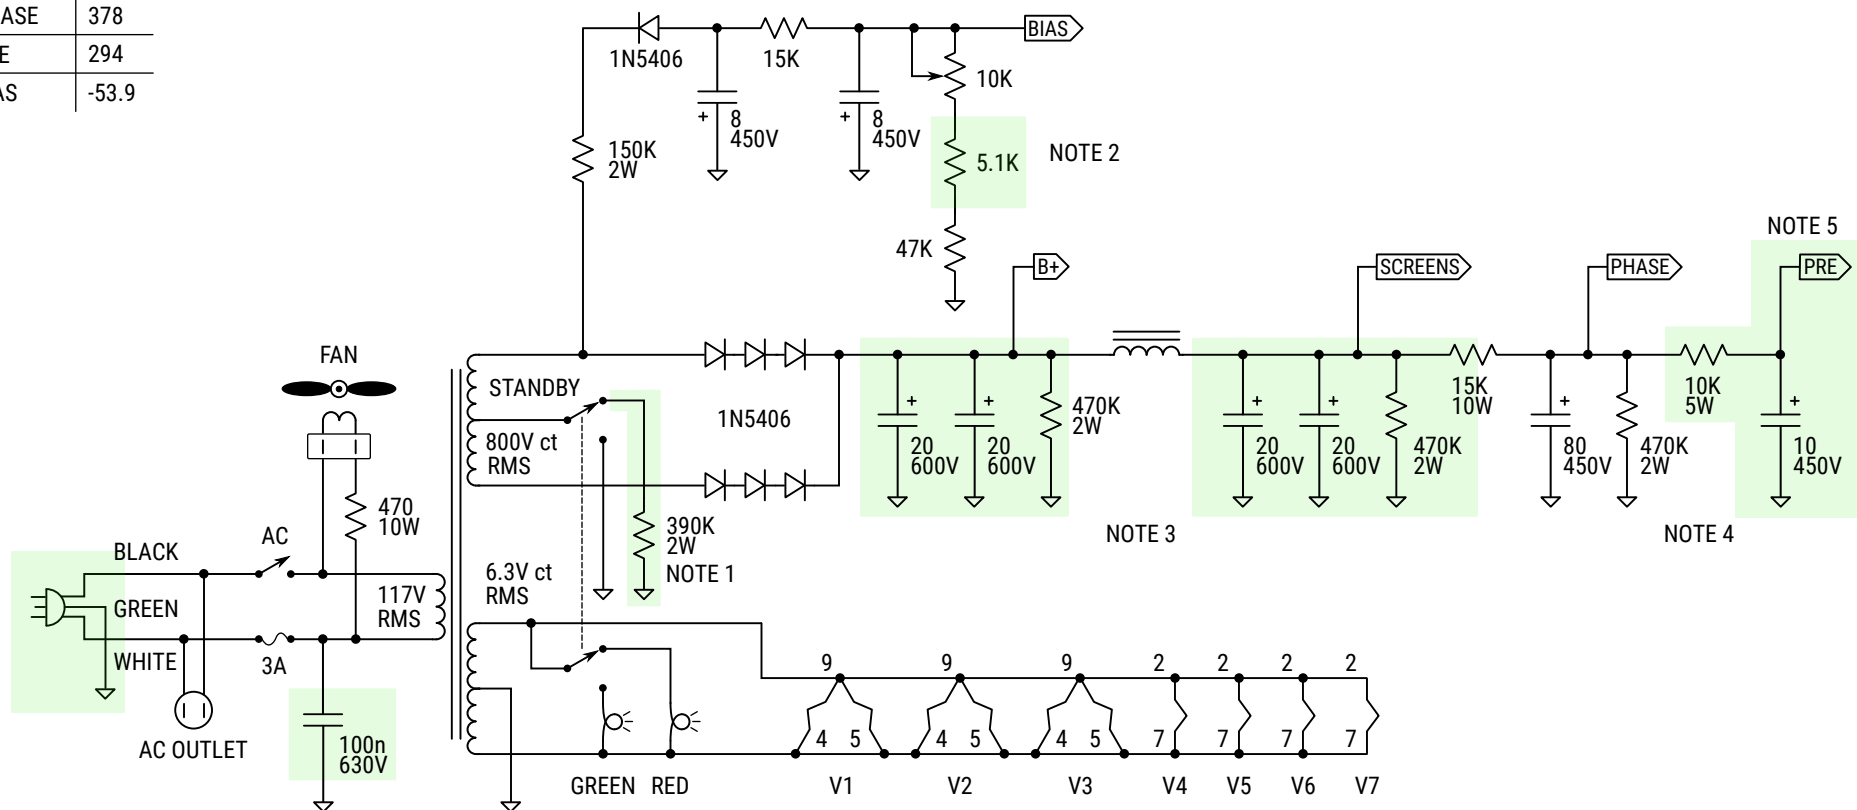 ASE 378
E 294
AS -53.9
BIAS
1N5406
15K
10K
+ 8
450V
+ 8
450V
150K
2W
5.1K
NOTE 2
47K
NOTE 5
B+
SCREENS
PHASE
PRE
FAN
STANDBY
800V ct
RMS
1N5406
+
20
600V
+
20
600V
470K
2W
+
20
600V
+
20
600V
470K
2W
15K
10W
+
80
450V
470K
2W
10K
5W
+
10
450V
470
10W
390K
2W
NOTE 1
NOTE 3
NOTE 4
BLACK
AC
GREEN
117V
RMS
6.3V ct
RMS
WHITE
3A
AC OUTLET
100n
630V
GREEN RED
9 9 9 2 2 2 2
4 5 4 5 4 5 7 7 7 7
V1 V2 V3 V4 V5 V6 V7